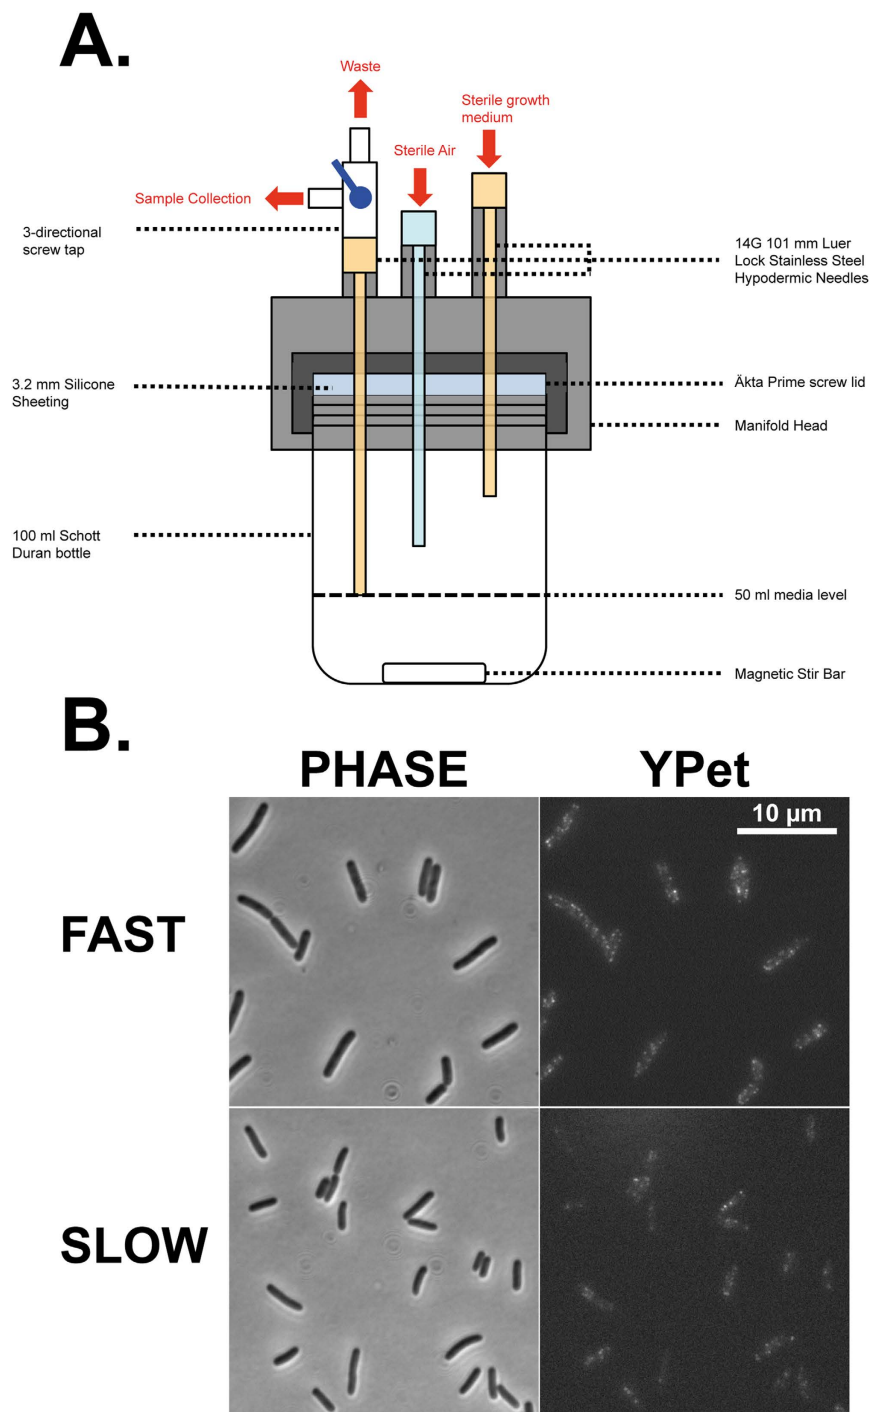 A.
Waste
Sterile growth
medium
Sterile Air
Sample Collection
3-directional
screw tap
14G 101 mm Luer
Lock Stainless Steel
Hypodermic Needles
3.2 mm Silicone
Sheeting
Äkta Prime screw lid
Manifold Head
100 ml Schott
Duran bottle
50 ml media level
Magnetic Stir Bar
B.
PHASE
YPet
10 µm
FAST
SLOW